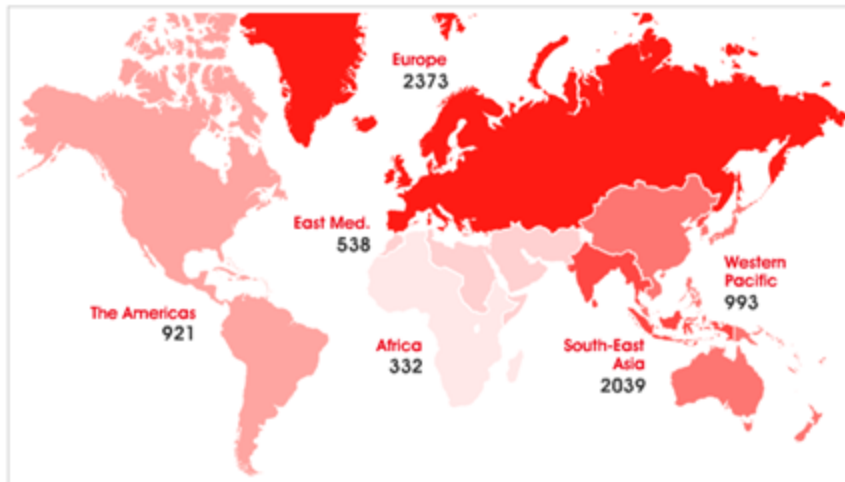 Europe
2373
East Med.
538
Western
Pacific
993
The Americas
921
Africa
332
South-East
Asia
2039